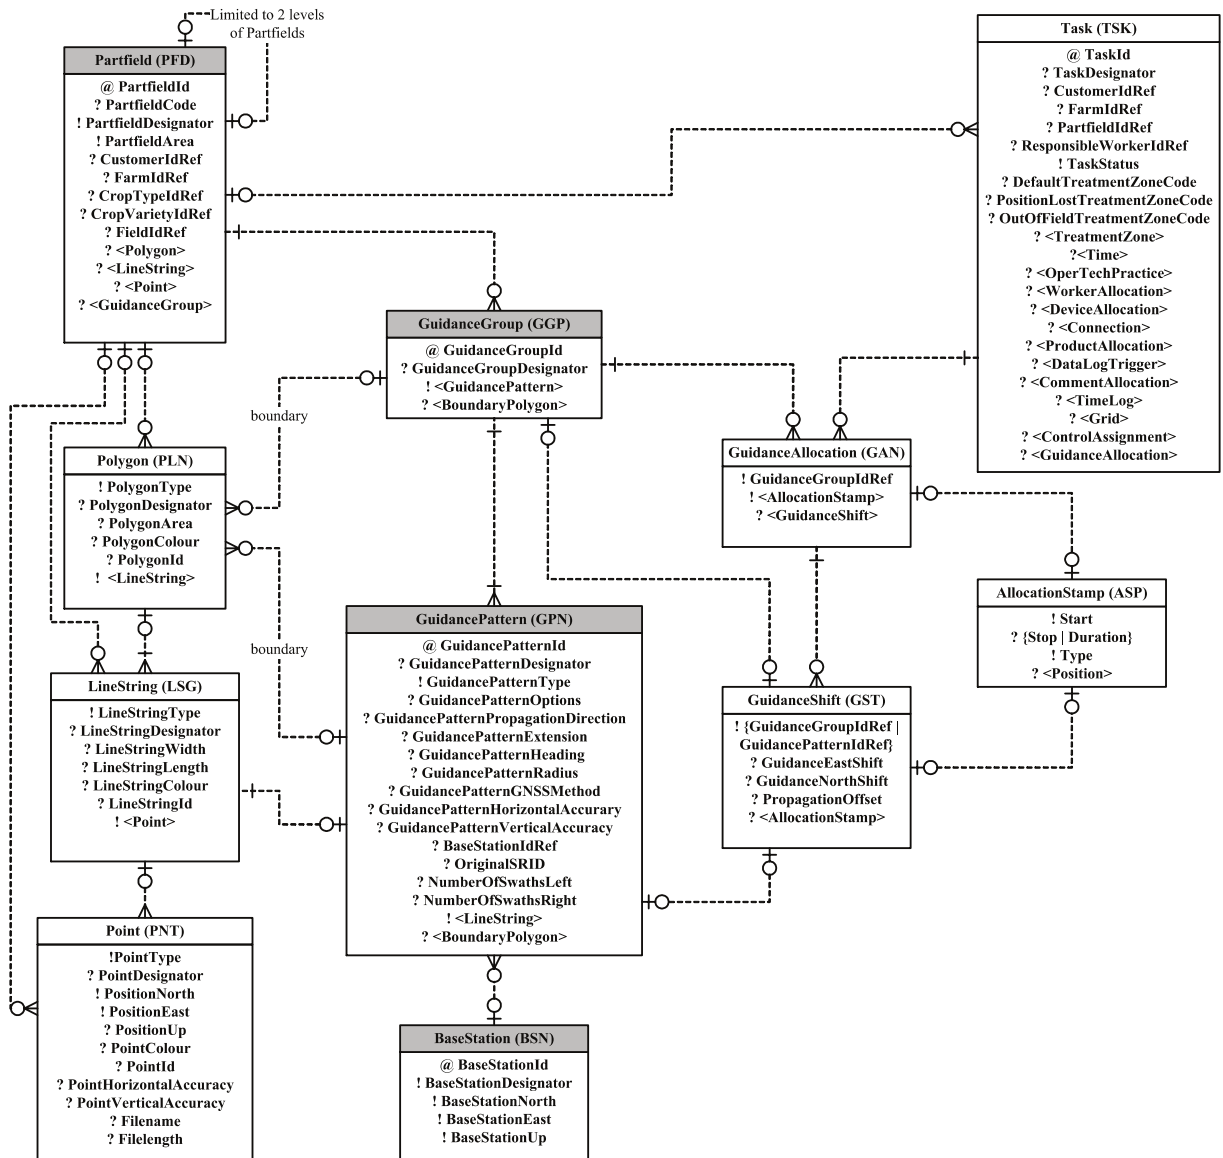 Limited to 2 levels
of Partfields
Partfield (PFD)
@ PartfieldId
? PartfieldCode
! PartfieldDesignator
! PartfieldArea
? CustomerIdRef
? FarmIdRef
? CropTypeIdRef
? CropVarietyIdRef
? FieldIdRef
? <Polygon>
? <LineString>
? <Point>
? <GuidanceGroup>
Task (TSK)
@ TaskId
? TaskDesignator
? CustomerIdRef
? FarmIdRef
? PartfieldIdRef
? ResponsibleWorkerIdRef
! TaskStatus
? DefaultTreatmentZoneCode
? PositionLostTreatmentZoneCode
? OutOfFieldTreatmentZoneCode
? <TreatmentZone>
?<Time>
? <OperTechPractice>
? <WorkerAllocation>
? <DeviceAllocation>
? <Connection>
? <ProductAllocation>
? <DataLogTrigger>
? <CommentAllocation>
? <TimeLog>
? <Grid>
? <ControlAssignment>
? <GuidanceAllocation>
GuidanceGroup (GGP)
@ GuidanceGroupId
? GuidanceGroupDesignator
! <GuidancePattern>
? <BoundaryPolygon>
boundary
Polygon (PLN)
! PolygonType
? PolygonDesignator
? PolygonArea
? PolygonColour
? PolygonId
! <LineString>
GuidanceAllocation (GAN)
! GuidanceGroupIdRef
! <AllocationStamp>
? <GuidanceShift>
AllocationStamp (ASP)
! Start
? {Stop | Duration}
! Type
? <Position>
boundary
GuidancePattern (GPN)
@ GuidancePatternId
? GuidancePatternDesignator
! GuidancePatternType
? GuidancePatternOptions
? GuidancePatternPropagationDirection
? GuidancePatternExtension
? GuidancePatternHeading
? GuidancePatternRadius
? GuidancePatternGNSSMethod
? GuidancePatternHorizontalAccurary
? GuidancePatternVerticalAccuracy
? BaseStationIdRef
? OriginalSRID
? NumberOfSwathsLeft
? NumberOfSwathsRight
! <LineString>
? <BoundaryPolygon>
LineString (LSG)
! LineStringType
? LineStringDesignator
? LineStringWidth
? LineStringLength
? LineStringColour
? LineStringId
! <Point>
GuidanceShift (GST)
! {GuidanceGroupIdRef |
GuidancePatternIdRef}
? GuidanceEastShift
? GuidanceNorthShift
? PropagationOffset
? <AllocationStamp>
Point (PNT)
!PointType
? PointDesignator
! PositionNorth
! PositionEast
? PositionUp
? PointColour
? PointId
? PointHorizontalAccuracy
? PointVerticalAccuracy
? Filename
? Filelength
BaseStation (BSN)
@ BaseStationId
! BaseStationDesignator
! BaseStationNorth
! BaseStationEast
! BaseStationUp